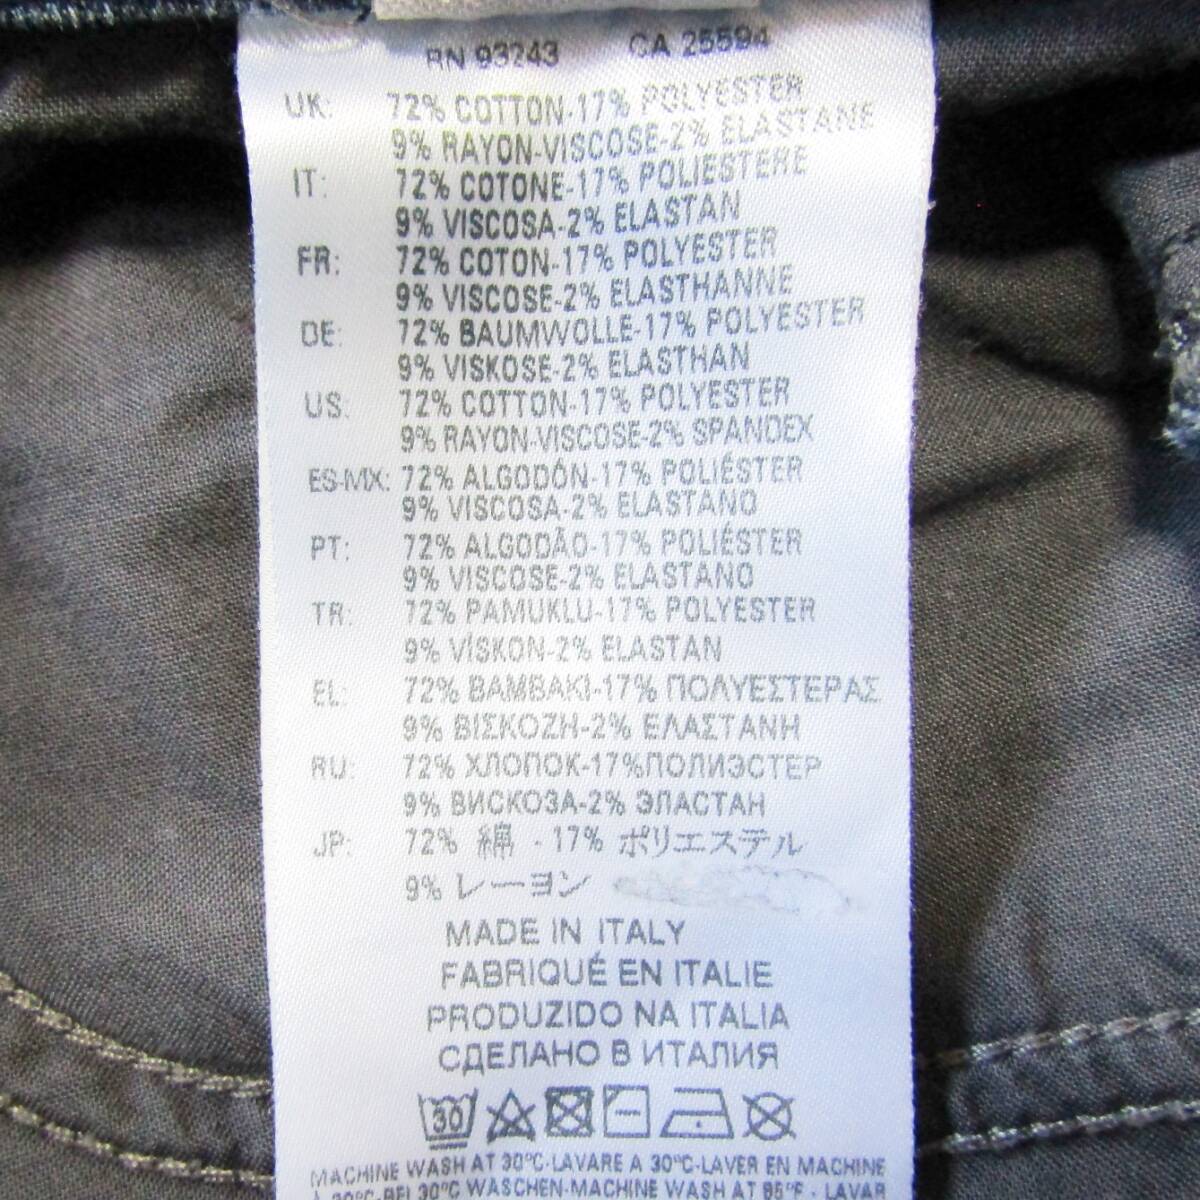 RN 93243 CA 25594
UK: 72% COTTON-17% POLYESTER
9% RAYON-VISCOSE-2% ELASTANE
IT: 72% COTONE-17% POLIESTERE
9% VISCOSA-2% ELASTAN
FR: 72% COTON-17% POLYESTER
9% VISCOSE-2% ELASTHANNE
DE: 72% BAUMWOLLE-17% POLYESTER
9% VISKOSE-2% ELASTHAN
US: 72% COTTON-17% POLYESTER
9% RAYON-VISCOSE-2% SPANDEX
ES-MX: 72% ALGODÓN-17% POLIÉSTER
9% VISCOSA-2% ELASTANO
PT: 72% ALGODÃO-17% POLIÉSTER
9% VISCOSE-2% ELASTANO
TR: 72% PAMUKLU-17% POLYESTER
9% VİSKON-2% ELASTAN
EL: 72% ΒΑΜΒΑΚΙ-17% ΠΟΛΥΕΣΤΕΡΑΣ
9% ΒΙΣΚΟΖΗ-2% ΕΛΑΣΤΑΝΗ
RU: 72% ХЛОПОК-17%ПОЛИЭСТЕР
9% ВИСКОЗА-2% ЭЛАСТАН
JP: 72% 綿 - 17% ポリエステル
9% レーヨン
MADE IN ITALY
FABRIQUÉ EN ITALIE
PRODUZIDO NA ITALIA
СДЕЛАНО В ИТАЛИЯ
30
MACHINE WASH AT 30°C-LAVARE A 30°C-LAVER EN MACHINE
À 30°C-BEI 30°C WASCHEN-MACHINE WASH AT 85°F - LAVAR